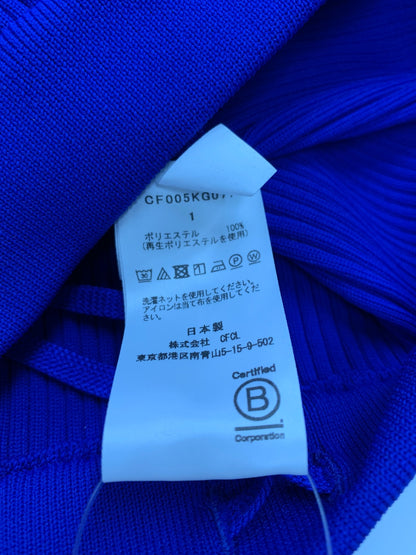 CF005KG07
1
ポリエステル 100%
(再生ポリエステルを使用)
洗濯ネットを使用してください。
アイロンは当て布を使用してください。
日本製
株式会社 CFCL
東京都港区南青山5-15-9-502
Certified
B
Corporation